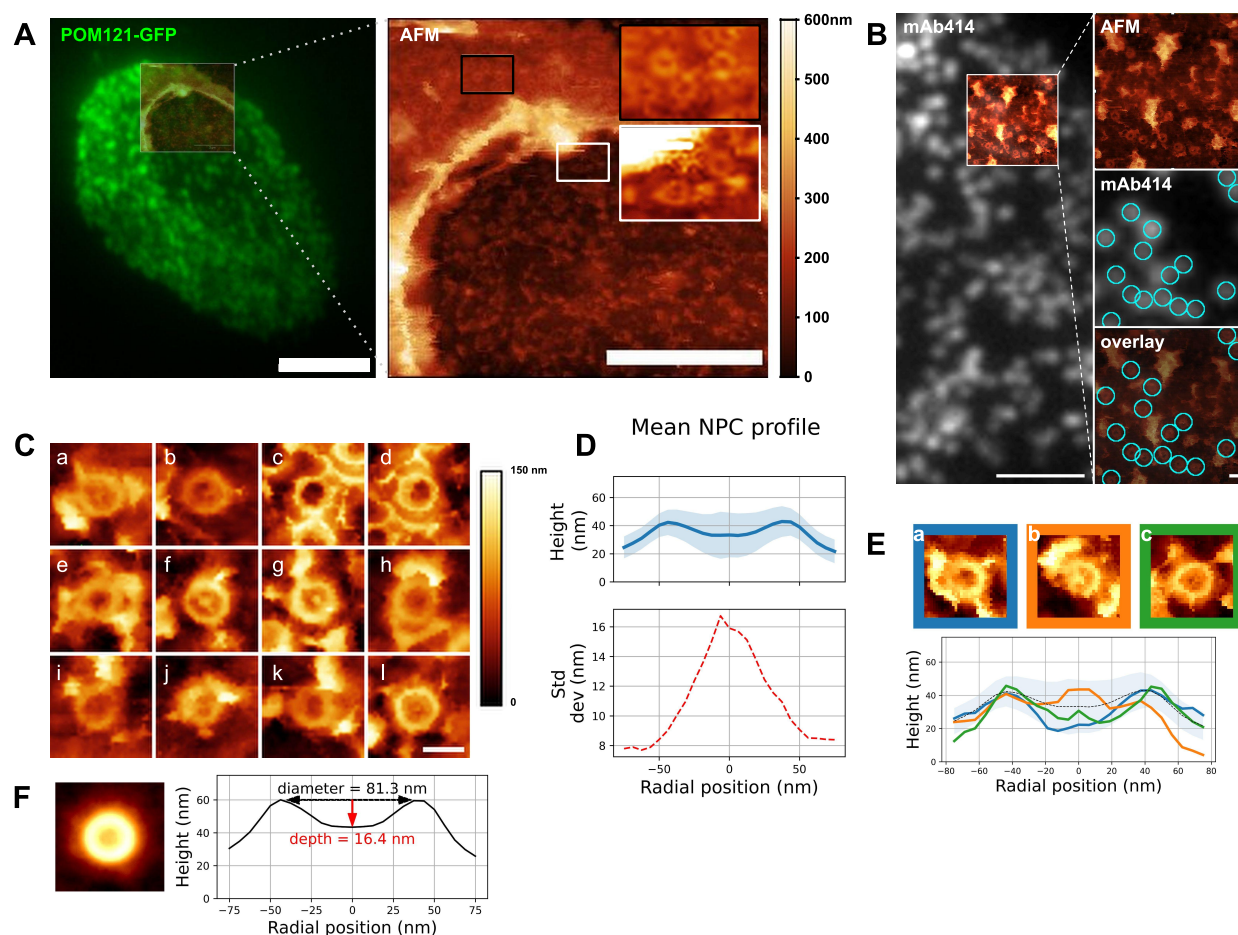 A
POM121-GFP
AFM
600nm
500
400
300
200
100
0
B
mAb414
AFM
mAb414
overlay
C
a
b
c
d
e
f
g
h
i
j
k
l
150 nm
0
D
Mean NPC profile
Height
(nm)
60
40
20
0
Std
dev (nm)
16
14
12
10
8
−50
0
50
Radial position (nm)
E
a
b
c
Height (nm)
60
40
20
0
−80
−60
−40
−20
0
20
40
60
80
Radial position (nm)
F
Height (nm)
60
40
20
0
diameter = 81.3 nm
depth = 16.4 nm
−75
−50
−25
0
25
50
75
Radial position (nm)